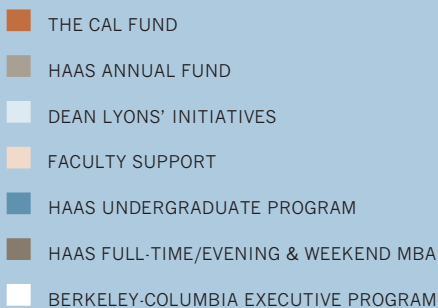 THE CAL FUND
HAAS ANNUAL FUND
DEAN LYONS’ INITIATIVES
FACULTY SUPPORT
HAAS UNDERGRADUATE PROGRAM
HAAS FULL-TIME/EVENING & WEEKEND MBA
BERKELEY-COLUMBIA EXECUTIVE PROGRAM